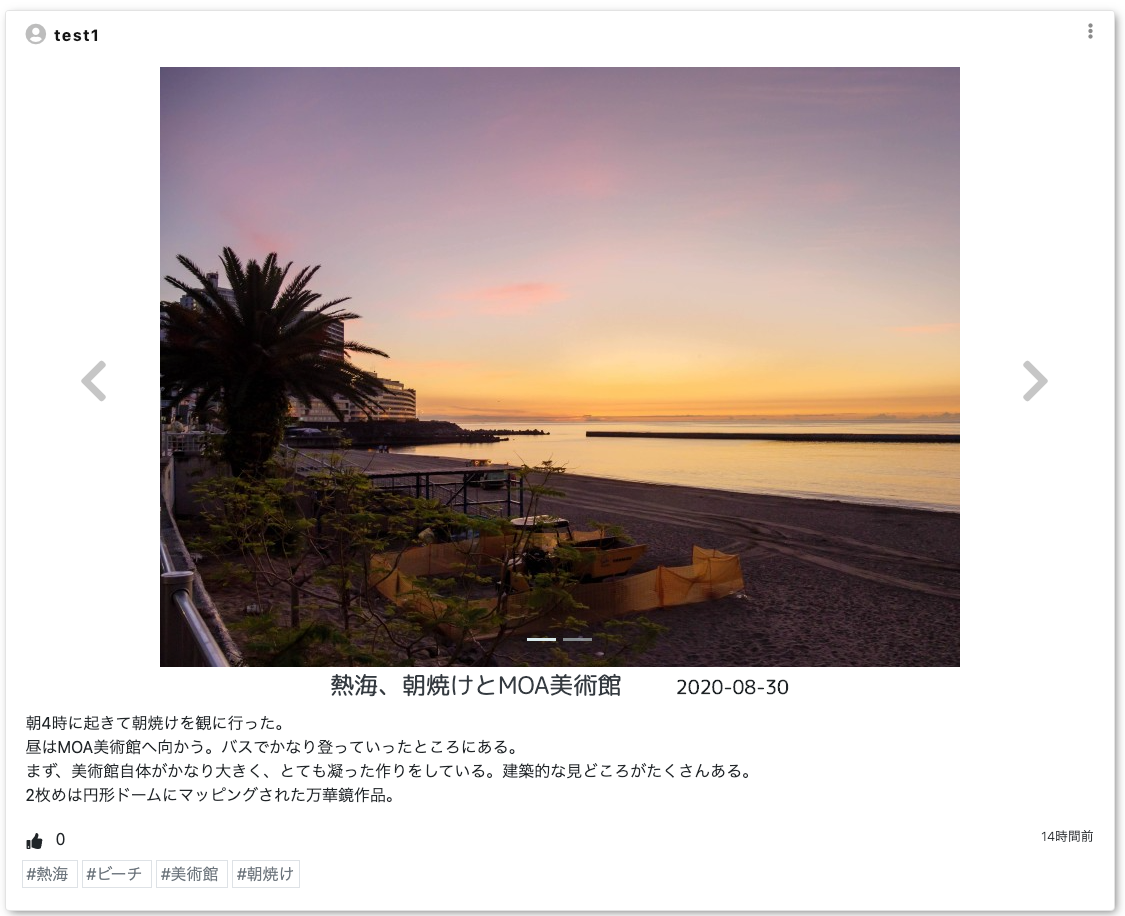 test1
熱海、朝焼けとMOA美術館 2020-08-30
朝4時に起きて朝焼けを観に行った。
昼はMOA美術館へ向かう。バスでかなり登っていったところにある。
まず、美術館自体がかなり大きく、とても凝った作りをしている。建築的な見どころがたくさんある。
2枚めは円形ドームにマッピングされた万華鏡作品。
0 14時間前
#熱海 #ビーチ #美術館 #朝焼け